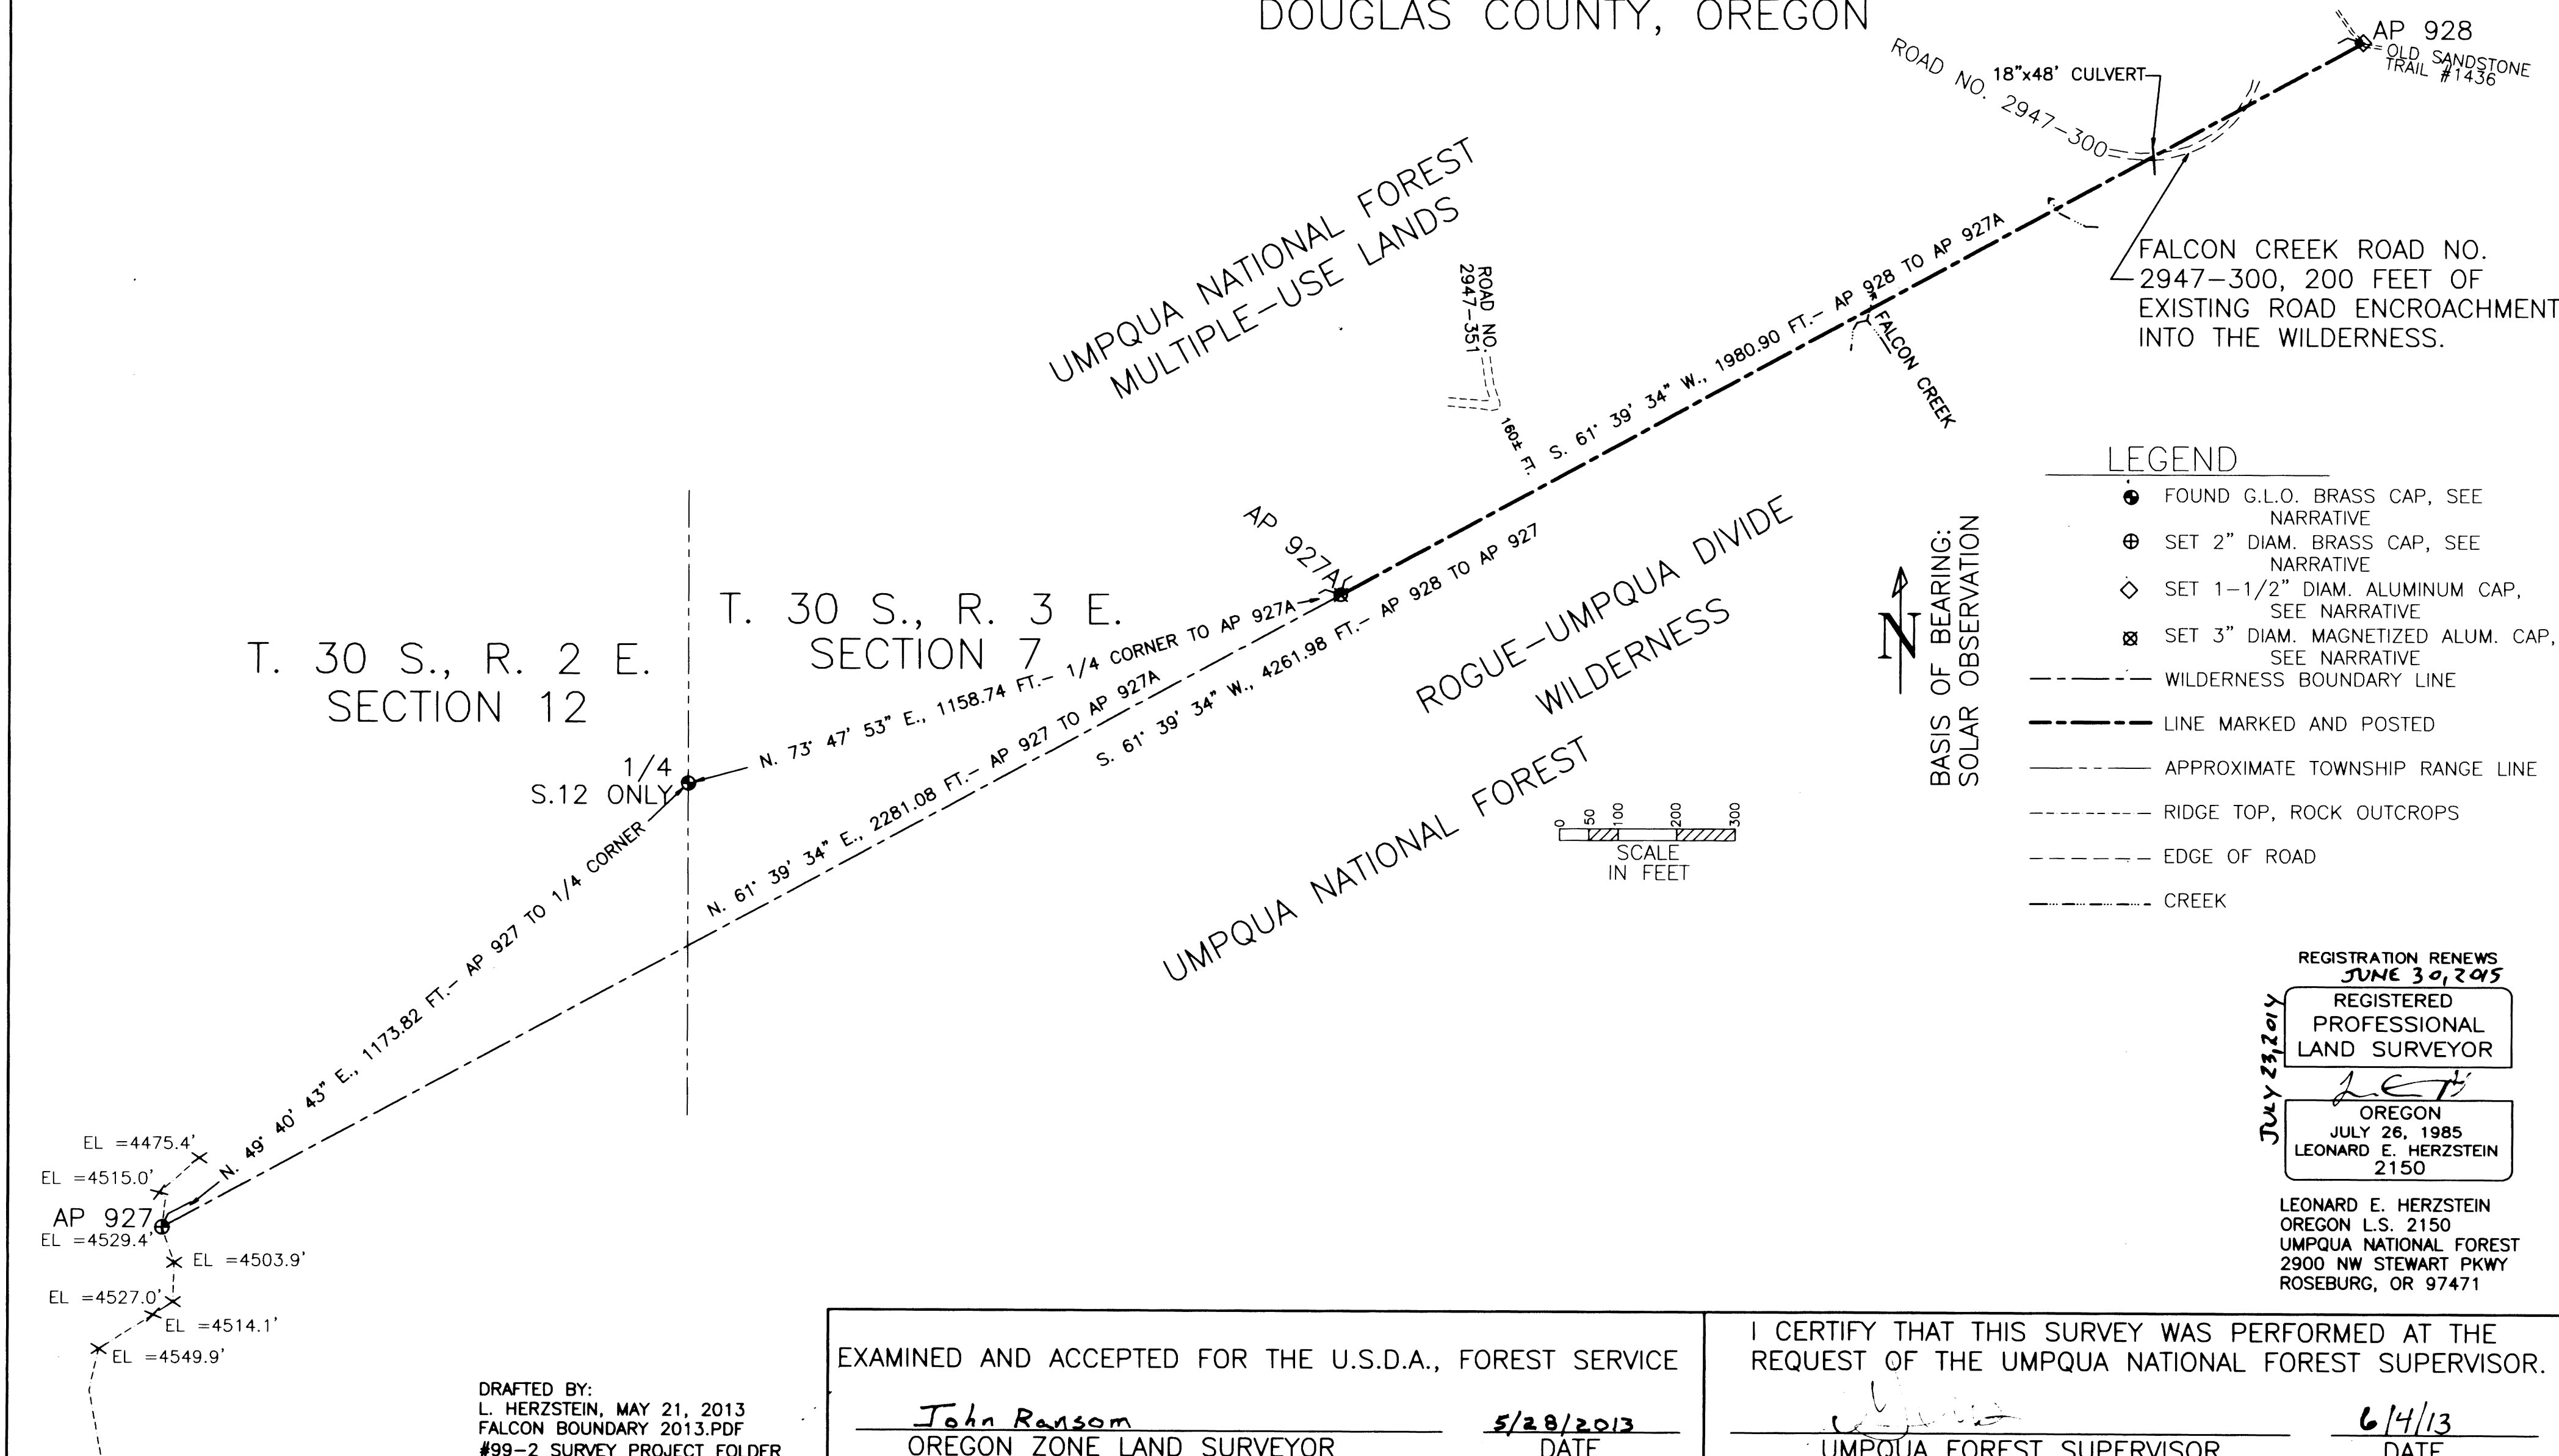 DOUGLAS COUNTY, OREGON
AP 928
OLD SANDSTONE
TRAIL #1436
ROAD NO. 2947-300
18"x48' CULVERT
FALCON CREEK ROAD NO.
2947-300, 200 FEET OF
EXISTING ROAD ENCROACHMENT
INTO THE WILDERNESS.
UMPQUA NATIONAL FOREST
MULTIPLE-USE LANDS
ROAD NO.
2947-351
160± FT.
S. 61° 39' 34" W., 1980.90 FT.- AP 928 TO AP 927A
FALCON CREEK
AP 927A
T. 30 S., R. 3 E.
SECTION 7
T. 30 S., R. 2 E.
SECTION 12
N. 73° 47' 53" E., 1158.74 FT.- 1/4 CORNER TO AP 927A
1/4
S.12 ONLY
N. 61° 39' 34" E., 2281.08 FT.- AP 927 TO AP 927A
S. 61° 39' 34" W., 4261.98 FT.- AP 928 TO AP 927
N. 49° 40' 43" E., 1173.82 FT.- AP 927 TO 1/4 CORNER
ROGUE-UMPQUA DIVIDE
WILDERNESS
UMPQUA NATIONAL FOREST
0 50 100 200 300
SCALE
IN FEET
N
BASIS OF BEARING:
SOLAR OBSERVATION
LEGEND
FOUND G.L.O. BRASS CAP, SEE
NARRATIVE
SET 2" DIAM. BRASS CAP, SEE
NARRATIVE
SET 1-1/2" DIAM. ALUMINUM CAP,
SEE NARRATIVE
SET 3" DIAM. MAGNETIZED ALUM. CAP,
SEE NARRATIVE
WILDERNESS BOUNDARY LINE
LINE MARKED AND POSTED
APPROXIMATE TOWNSHIP RANGE LINE
RIDGE TOP, ROCK OUTCROPS
EDGE OF ROAD
CREEK
REGISTRATION RENEWS
JUNE 30, 2015
JULY 23, 2014
REGISTERED
PROFESSIONAL
LAND SURVEYOR
OREGON
JULY 26, 1985
LEONARD E. HERZSTEIN
2150
LEONARD E. HERZSTEIN
OREGON L.S. 2150
UMPQUA NATIONAL FOREST
2900 NW STEWART PKWY
ROSEBURG, OR 97471
EL =4475.4'
EL =4515.0'
AP 927
EL =4529.4'
EL =4503.9'
EL =4527.0'
EL =4514.1'
EL =4549.9'
DRAFTED BY:
L. HERZSTEIN, MAY 21, 2013
FALCON BOUNDARY 2013.PDF
#99-2 SURVEY PROJECT FOLDER
EXAMINED AND ACCEPTED FOR THE U.S.D.A., FOREST SERVICE
John Ransom 5/28/2013
OREGON ZONE LAND SURVEYOR DATE
I CERTIFY THAT THIS SURVEY WAS PERFORMED AT THE
REQUEST OF THE UMPQUA NATIONAL FOREST SUPERVISOR.
6/4/13
UMPQUA FOREST SUPERVISOR DATE